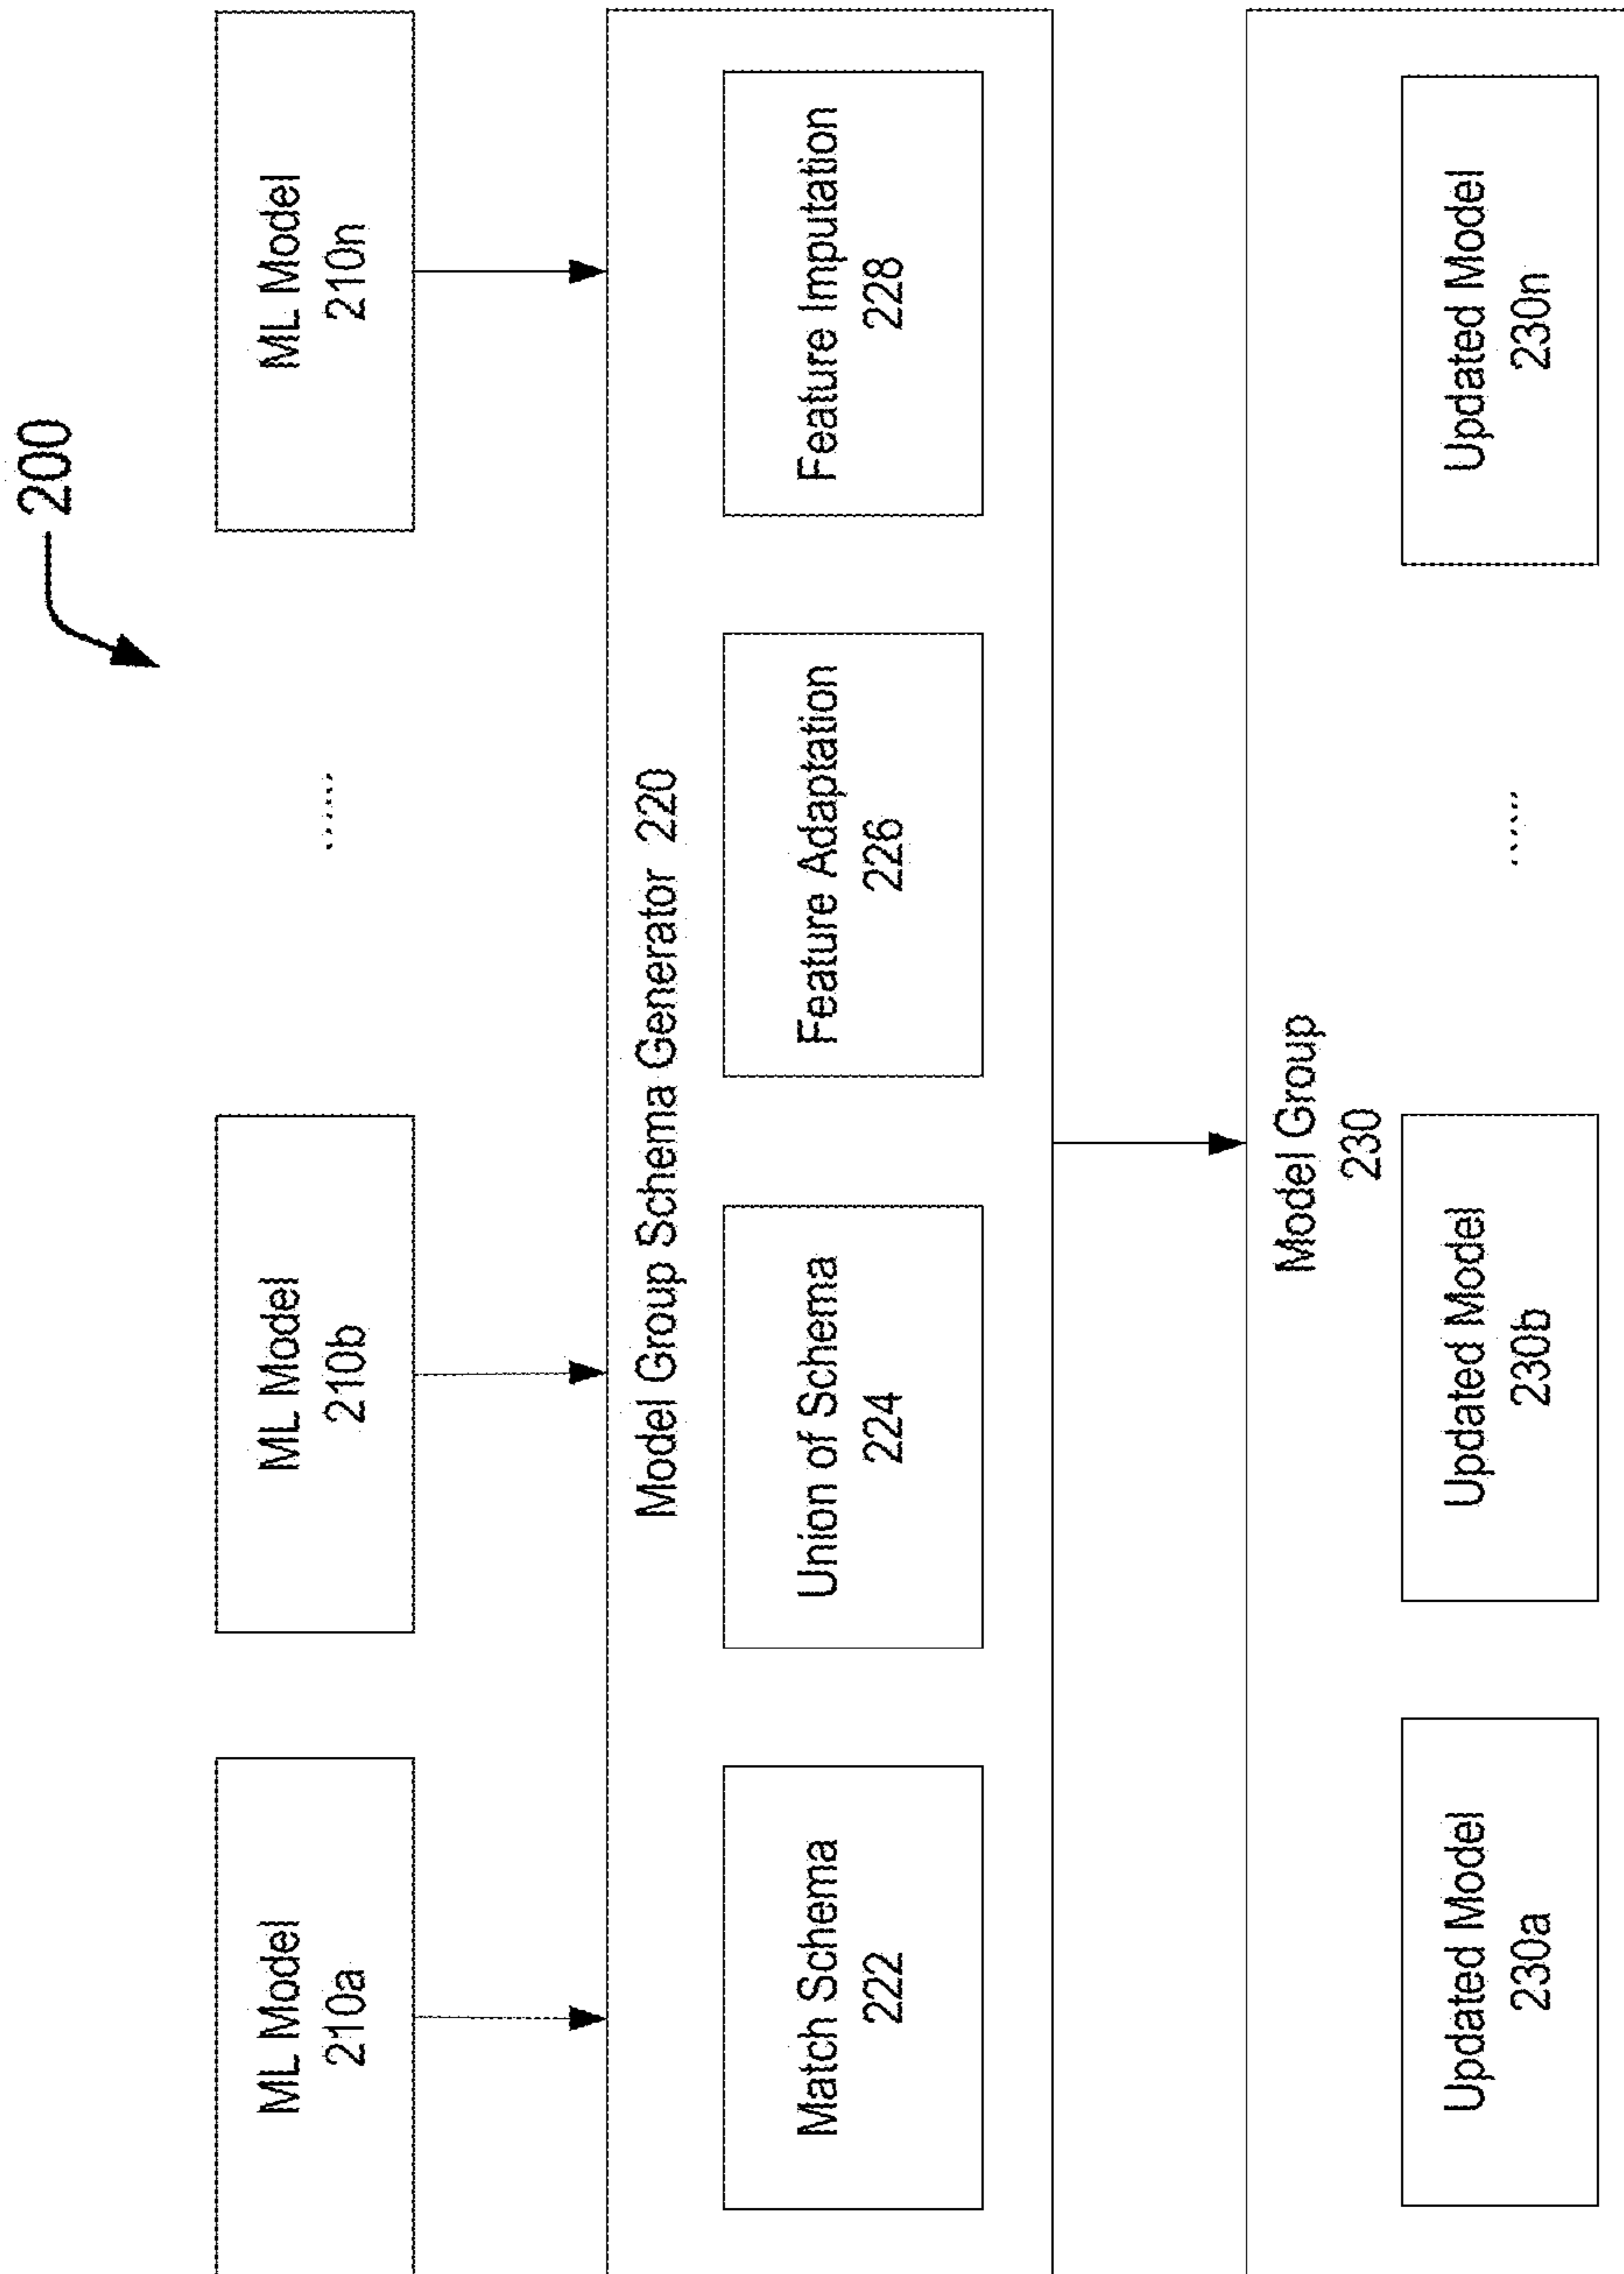 200
ML Model
210a
ML Model
210b
.....
ML Model
210n
Model Group Schema Generator 220
Match Schema
222
Union of Schema
224
Feature Adaptation
226
Feature Imputation
228
Model Group
230
Updated Model
230a
Updated Model
230b
.....
Updated Model
230n